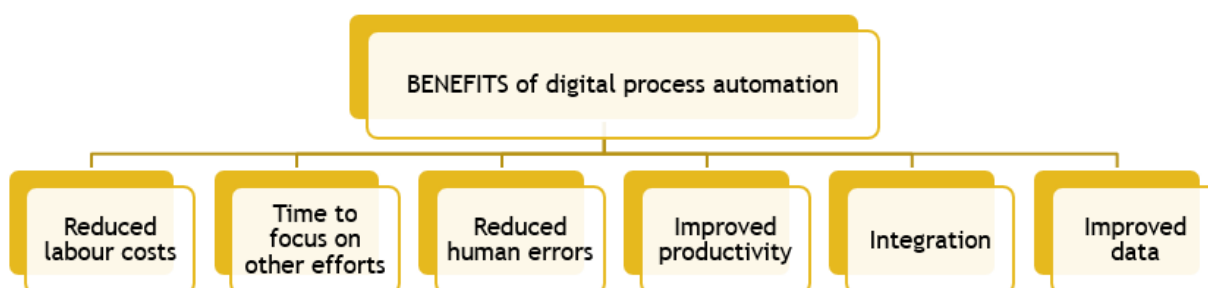 BENEFITS of digital process automation
Reduced
labour costs
Time to
focus on
other efforts
Reduced
human errors
Improved
productivity
Integration
Improved
data